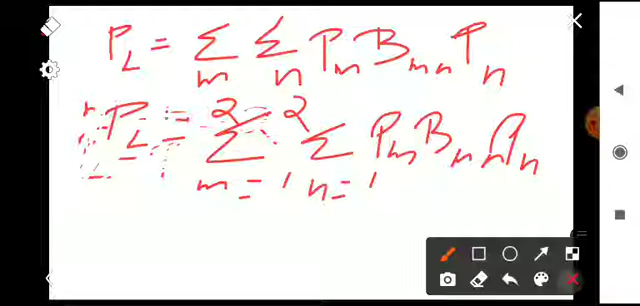 P_L = Σ_m Σ_n P_m B_mn P_n
P_L = Σ_{m=1}^{2} Σ_{n=1}^{2} P_m B_mn P_n